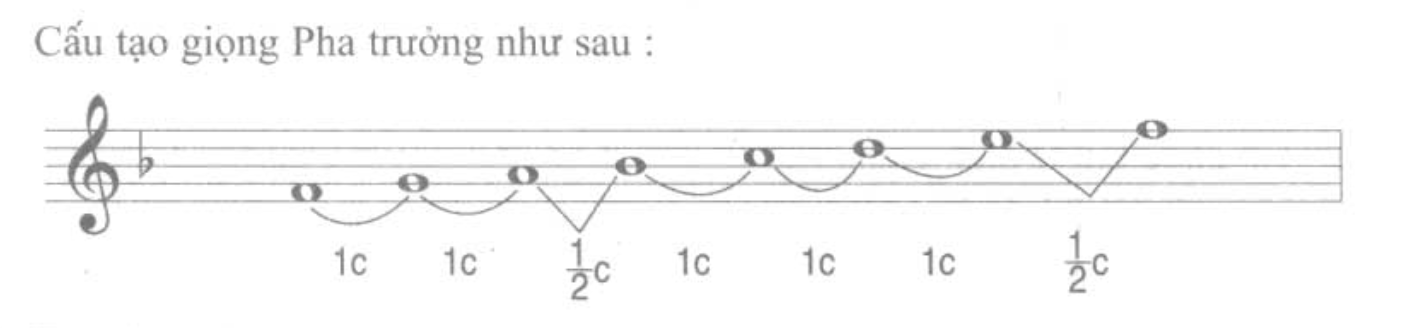 Cấu tạo giọng Pha trưởng như sau :
1c 1c 1/2c 1c 1c 1c 1/2c